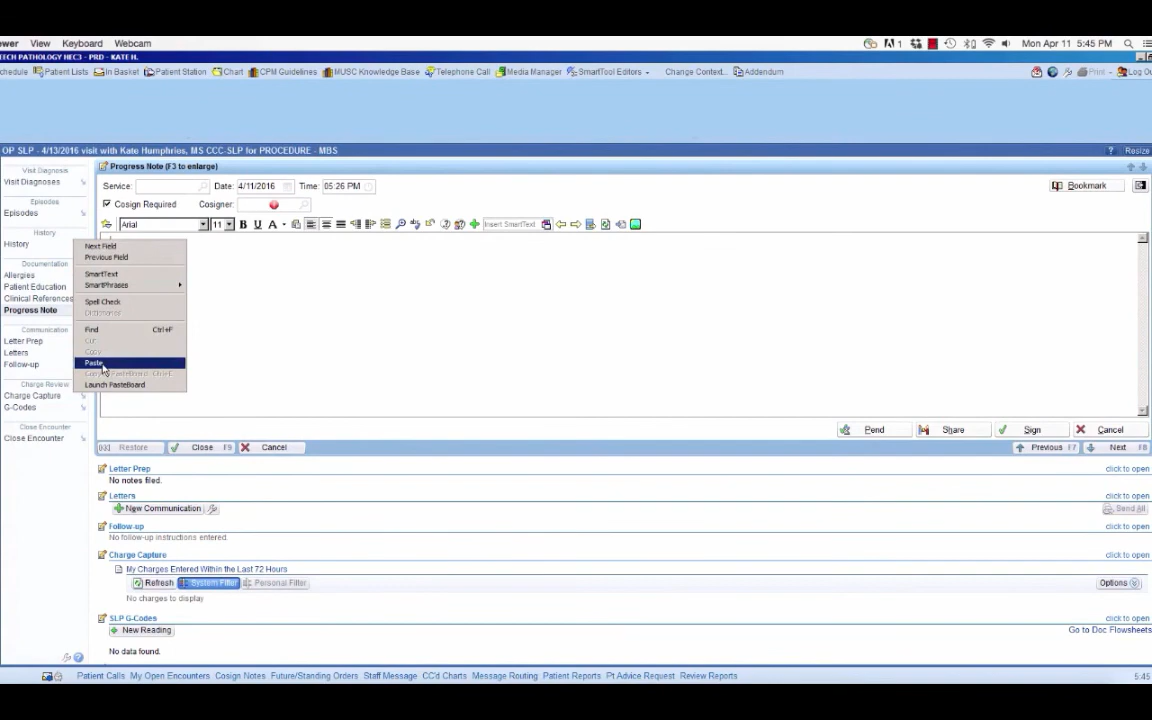 ewer View Keyboard Webcam 1 Mon Apr 11 5:45 PM
TECH PATHOLOGY HEC3 - PRD - KATE H.
chedule Patient Lists In Basket Patient Station Chart CPM Guidelines MUSC Knowledge Base Telephone Call Media Manager SmartTool Editors Change Context... Addendum Print Log Ou
OP SLP - 4/13/2016 visit with Kate Humphries, MS CCC-SLP for PROCEDURE - MBS ? Resize
Visit Diagnosis
Visit Diagnoses
Episodes
Episodes
History
History
Documentation
Allergies
Patient Education
Clinical References
Progress Note
Communication
Letter Prep
Letters
Follow-up
Charge Review
Charge Capture
G-Codes
Close Encounter
Close Encounter
Progress Note (F3 to enlarge)
Service: Date: 4/11/2016 Time: 05:26 PM Bookmark
Cosign Required Cosigner:
Arial 11 B U A Insert SmartText
Next Field
Previous Field
SmartText
SmartPhrases
Spell Check
Dictionaries
Find Ctrl+F
Cut
Copy
Paste
Launch PasteBoard
Pend Share Sign Cancel
Restore Close F9 Cancel Previous F7 Next F8
Letter Prep click to open
No notes filed.
Letters click to open
New Communication Send All
Follow-up click to open
No follow-up instructions entered.
Charge Capture click to open
My Charges Entered Within the Last 72 Hours
Refresh System Filter Personal Filter Options
No charges to display
SLP G-Codes click to open
New Reading Go to Doc Flowsheets
No data found.
Patient Calls My Open Encounters Cosign Notes Future/Standing Orders Staff Message CC'd Charts Message Routing Patient Reports Pt Advice Request Review Reports 5:45